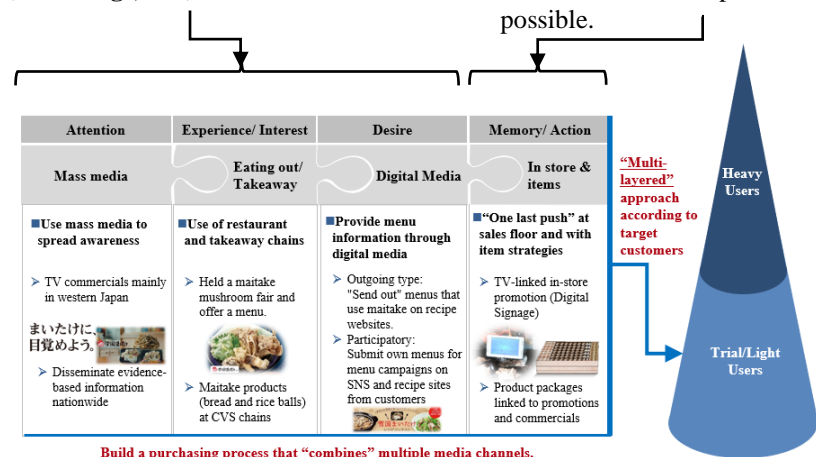 possible.
Attention
Experience/ Interest
Desire
Memory/ Action
Mass media
Eating out/
Takeaway
Digital Media
In store &
items
■Use mass media to
spread awareness
➤ TV commercials mainly
in western Japan
まいたけに、
目覚めよう。
➤ Disseminate evidence-
based information
nationwide
■Use of restaurant
and takeaway chains
➤ Held a maitake
mushroom fair and
offer a menu.
➤ Maitake products
(bread and rice balls)
at CVS chains
■Provide menu
information through
digital media
➤ Outgoing type:
"Send out" menus that
use maitake on recipe
websites.
➤ Participatory:
Submit own menus for
menu campaigns on
SNS and recipe sites
from customers
雪国まいたけ
■“One last push” at
sales floor and with
item strategies
➤ TV-linked in-store
promotion (Digital
Signage)
➤ Product packages
linked to promotions
and commercials
“Multi-
layered”
approach
according to
target
customers
Heavy
Users
Trial/Light
Users
Build a purchasing process that “combines” multiple media channels.